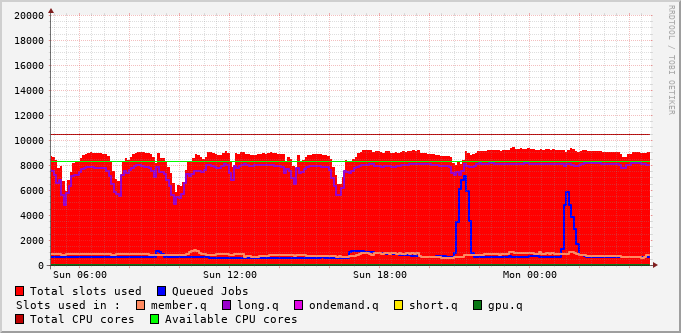 20000
18000
16000
14000
12000
10000
8000
6000
4000
2000
0
Sun 06:00 Sun 12:00 Sun 18:00 Mon 00:00
Total slots used Queued Jobs
Slots used in : member.q long.q ondemand.q short.q gpu.q
Total CPU cores Available CPU cores
RRDTOOL / TOBI OETIKER